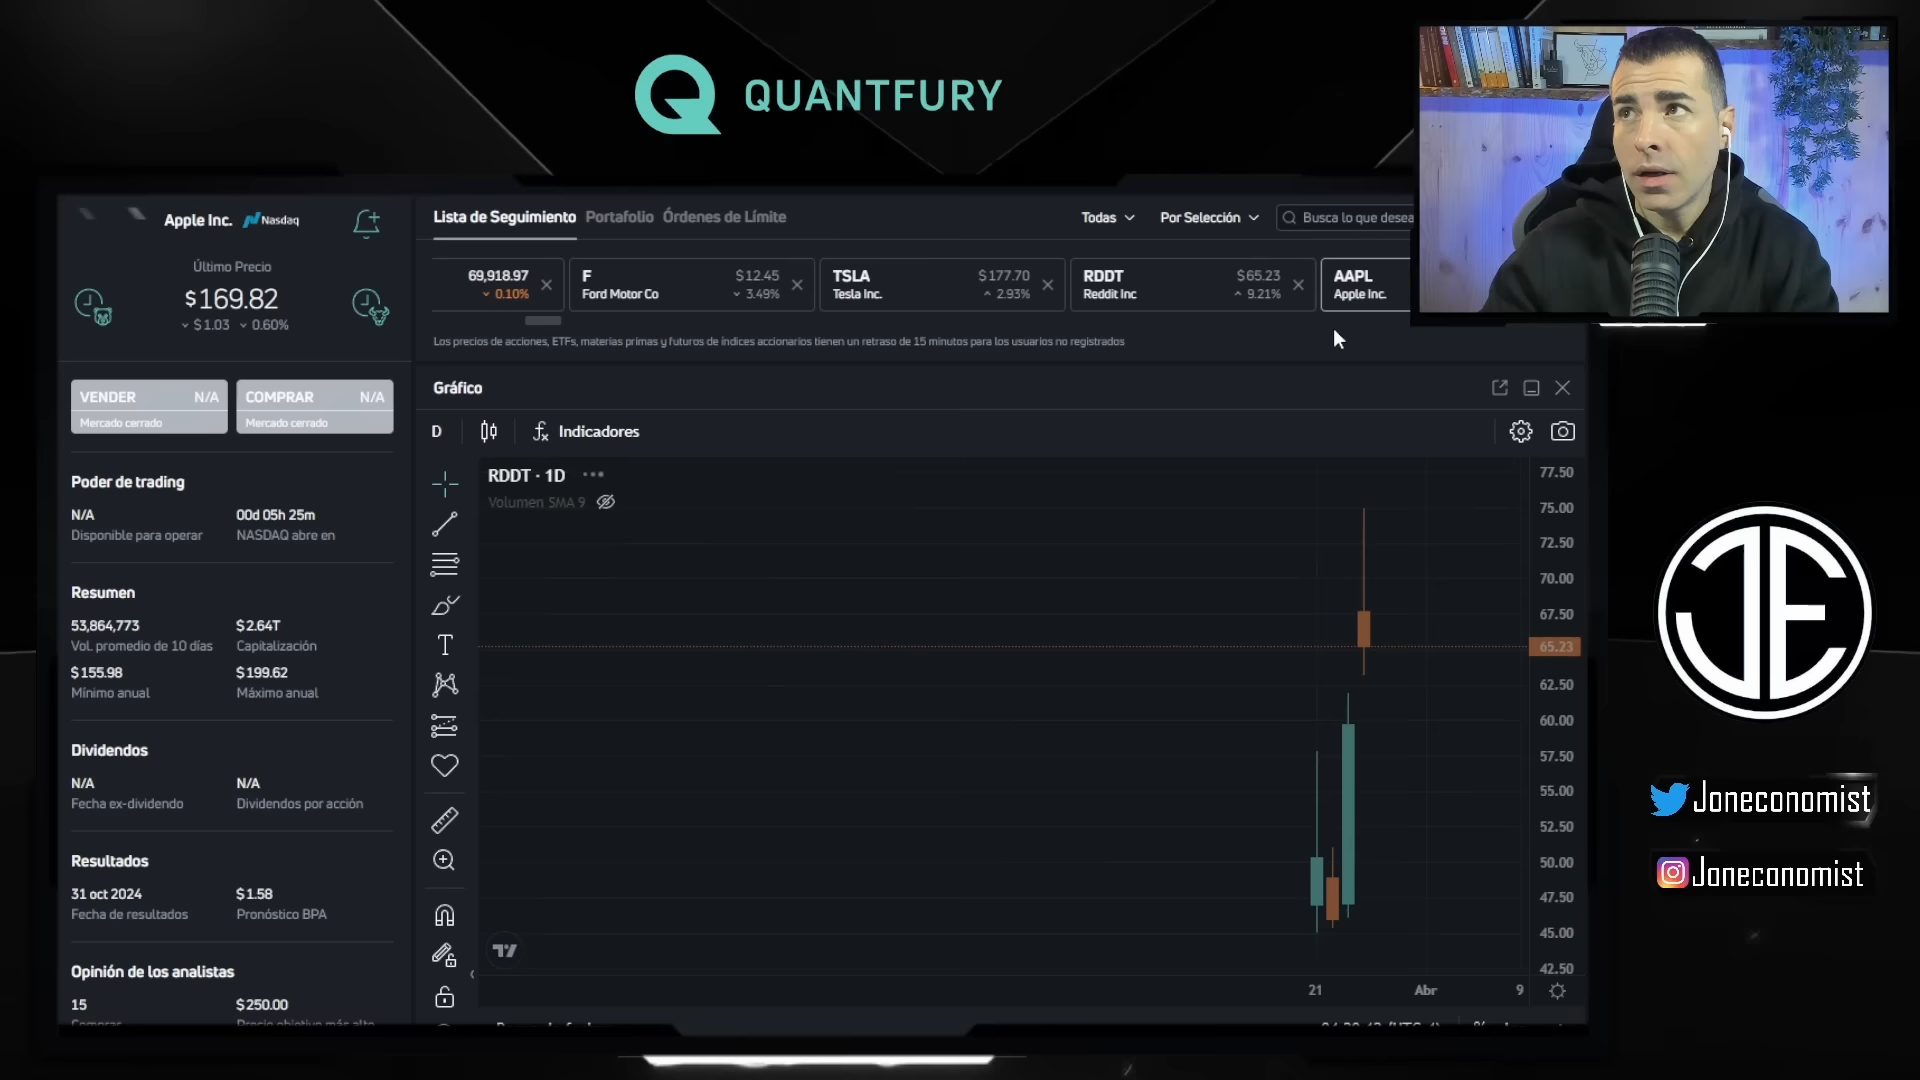 QUANTFURY
Apple Inc. Nasdaq
Último Precio
$169.82
$1.03 0.60%
VENDER N/A
Mercado cerrado
COMPRAR N/A
Mercado cerrado
Poder de trading
N/A 00d 05h 25m
Disponible para operar NASDAQ abre en
Resumen
53,864,773 $2.64T
Vol. promedio de 10 días Capitalización
$155.98 $199.62
Mínimo anual Máximo anual
Dividendos
N/A N/A
Fecha ex-dividendo Dividendos por acción
Resultados
31 oct 2024 $1.58
Fecha de resultados Pronóstico BPA
Opinión de los analistas
15 $250.00
Lista de Seguimiento Portafolio Órdenes de Límite
Todas Por Selección Busca lo que desea
69,918.97
0.10%
F $12.45
Ford Motor Co 3.49%
TSLA $177.70
Tesla Inc. 2.93%
RDDT $65.23
Reddit Inc 9.21%
AAPL
Apple Inc.
Los precios de acciones, ETFs, materias primas y futuros de índices accionarios tienen un retraso de 15 minutos para los usuarios no registrados
Gráfico
D Indicadores
RDDT · 1D
Volumen SMA 9
77.50
75.00
72.50
70.00
67.50
65.23
62.50
60.00
57.50
55.00
52.50
50.00
47.50
45.00
42.50
21 Abr 9
JE
Joneconomist
Joneconomist